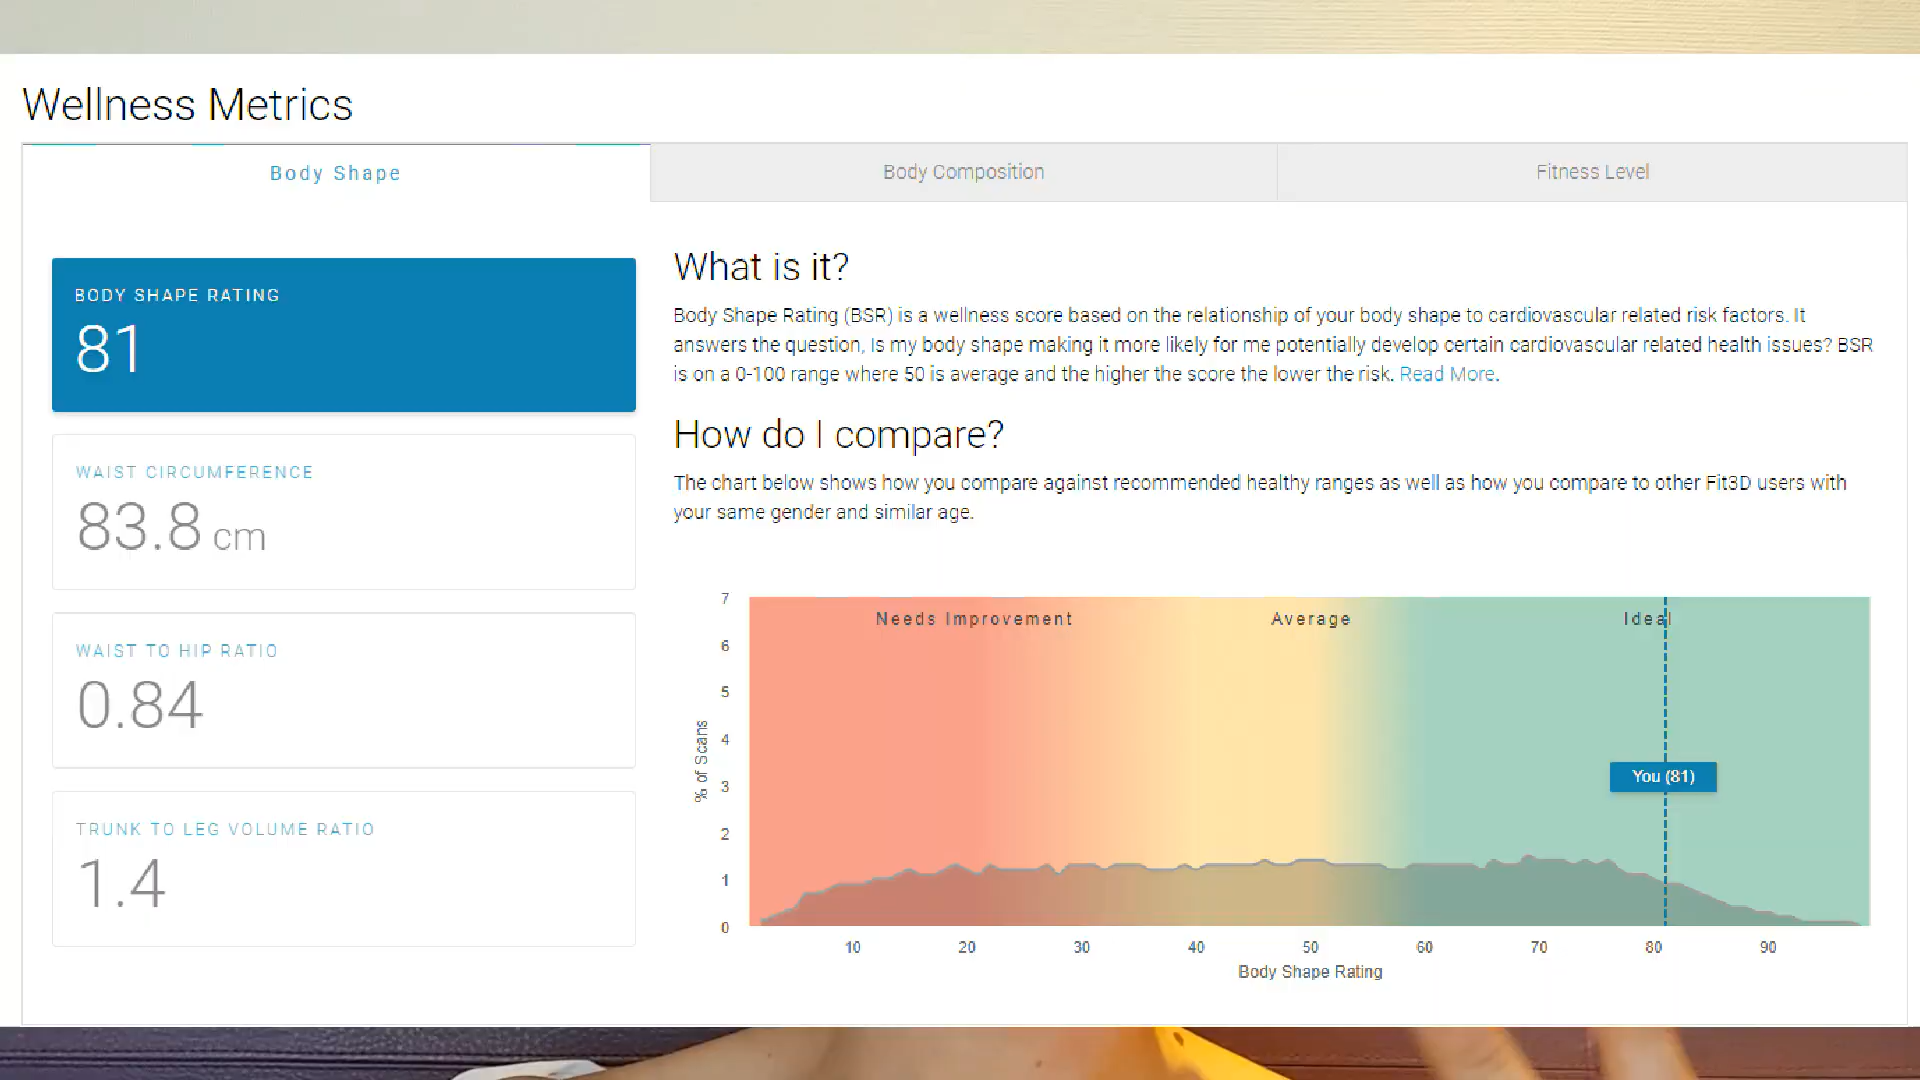 Wellness Metrics
Body Shape
Body Composition
Fitness Level
BODY SHAPE RATING
81
WAIST CIRCUMFERENCE
83.8 cm
WAIST TO HIP RATIO
0.84
TRUNK TO LEG VOLUME RATIO
1.4
What is it?
Body Shape Rating (BSR) is a wellness score based on the relationship of your body shape to cardiovascular related risk factors. It
answers the question, Is my body shape making it more likely for me potentially develop certain cardiovascular related health issues? BSR
is on a 0-100 range where 50 is average and the higher the score the lower the risk. Read More.
How do I compare?
The chart below shows how you compare against recommended healthy ranges as well as how you compare to other Fit3D users with
your same gender and similar age.
Needs Improvement
Average
Ideal
7
6
5
4
3
2
1
0
% of Scans
You (81)
10
20
30
40
50
60
70
80
90
Body Shape Rating